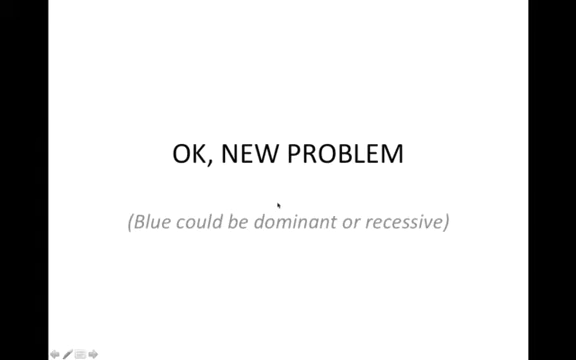 OK, NEW PROBLEM
(Blue could be dominant or recessive)